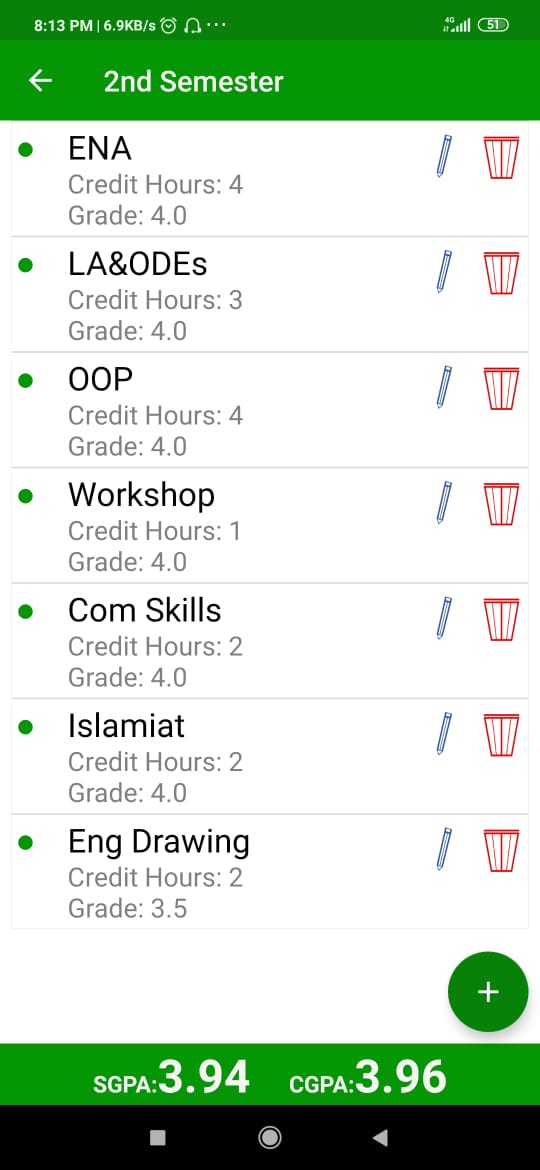 8:13 PM | 6.9KB/s ... 4G 51
2nd Semester
ENA
Credit Hours: 4
Grade: 4.0
LA&ODEs
Credit Hours: 3
Grade: 4.0
OOP
Credit Hours: 4
Grade: 4.0
Workshop
Credit Hours: 1
Grade: 4.0
Com Skills
Credit Hours: 2
Grade: 4.0
Islamiat
Credit Hours: 2
Grade: 4.0
Eng Drawing
Credit Hours: 2
Grade: 3.5
+
SGPA:3.94 CGPA:3.96